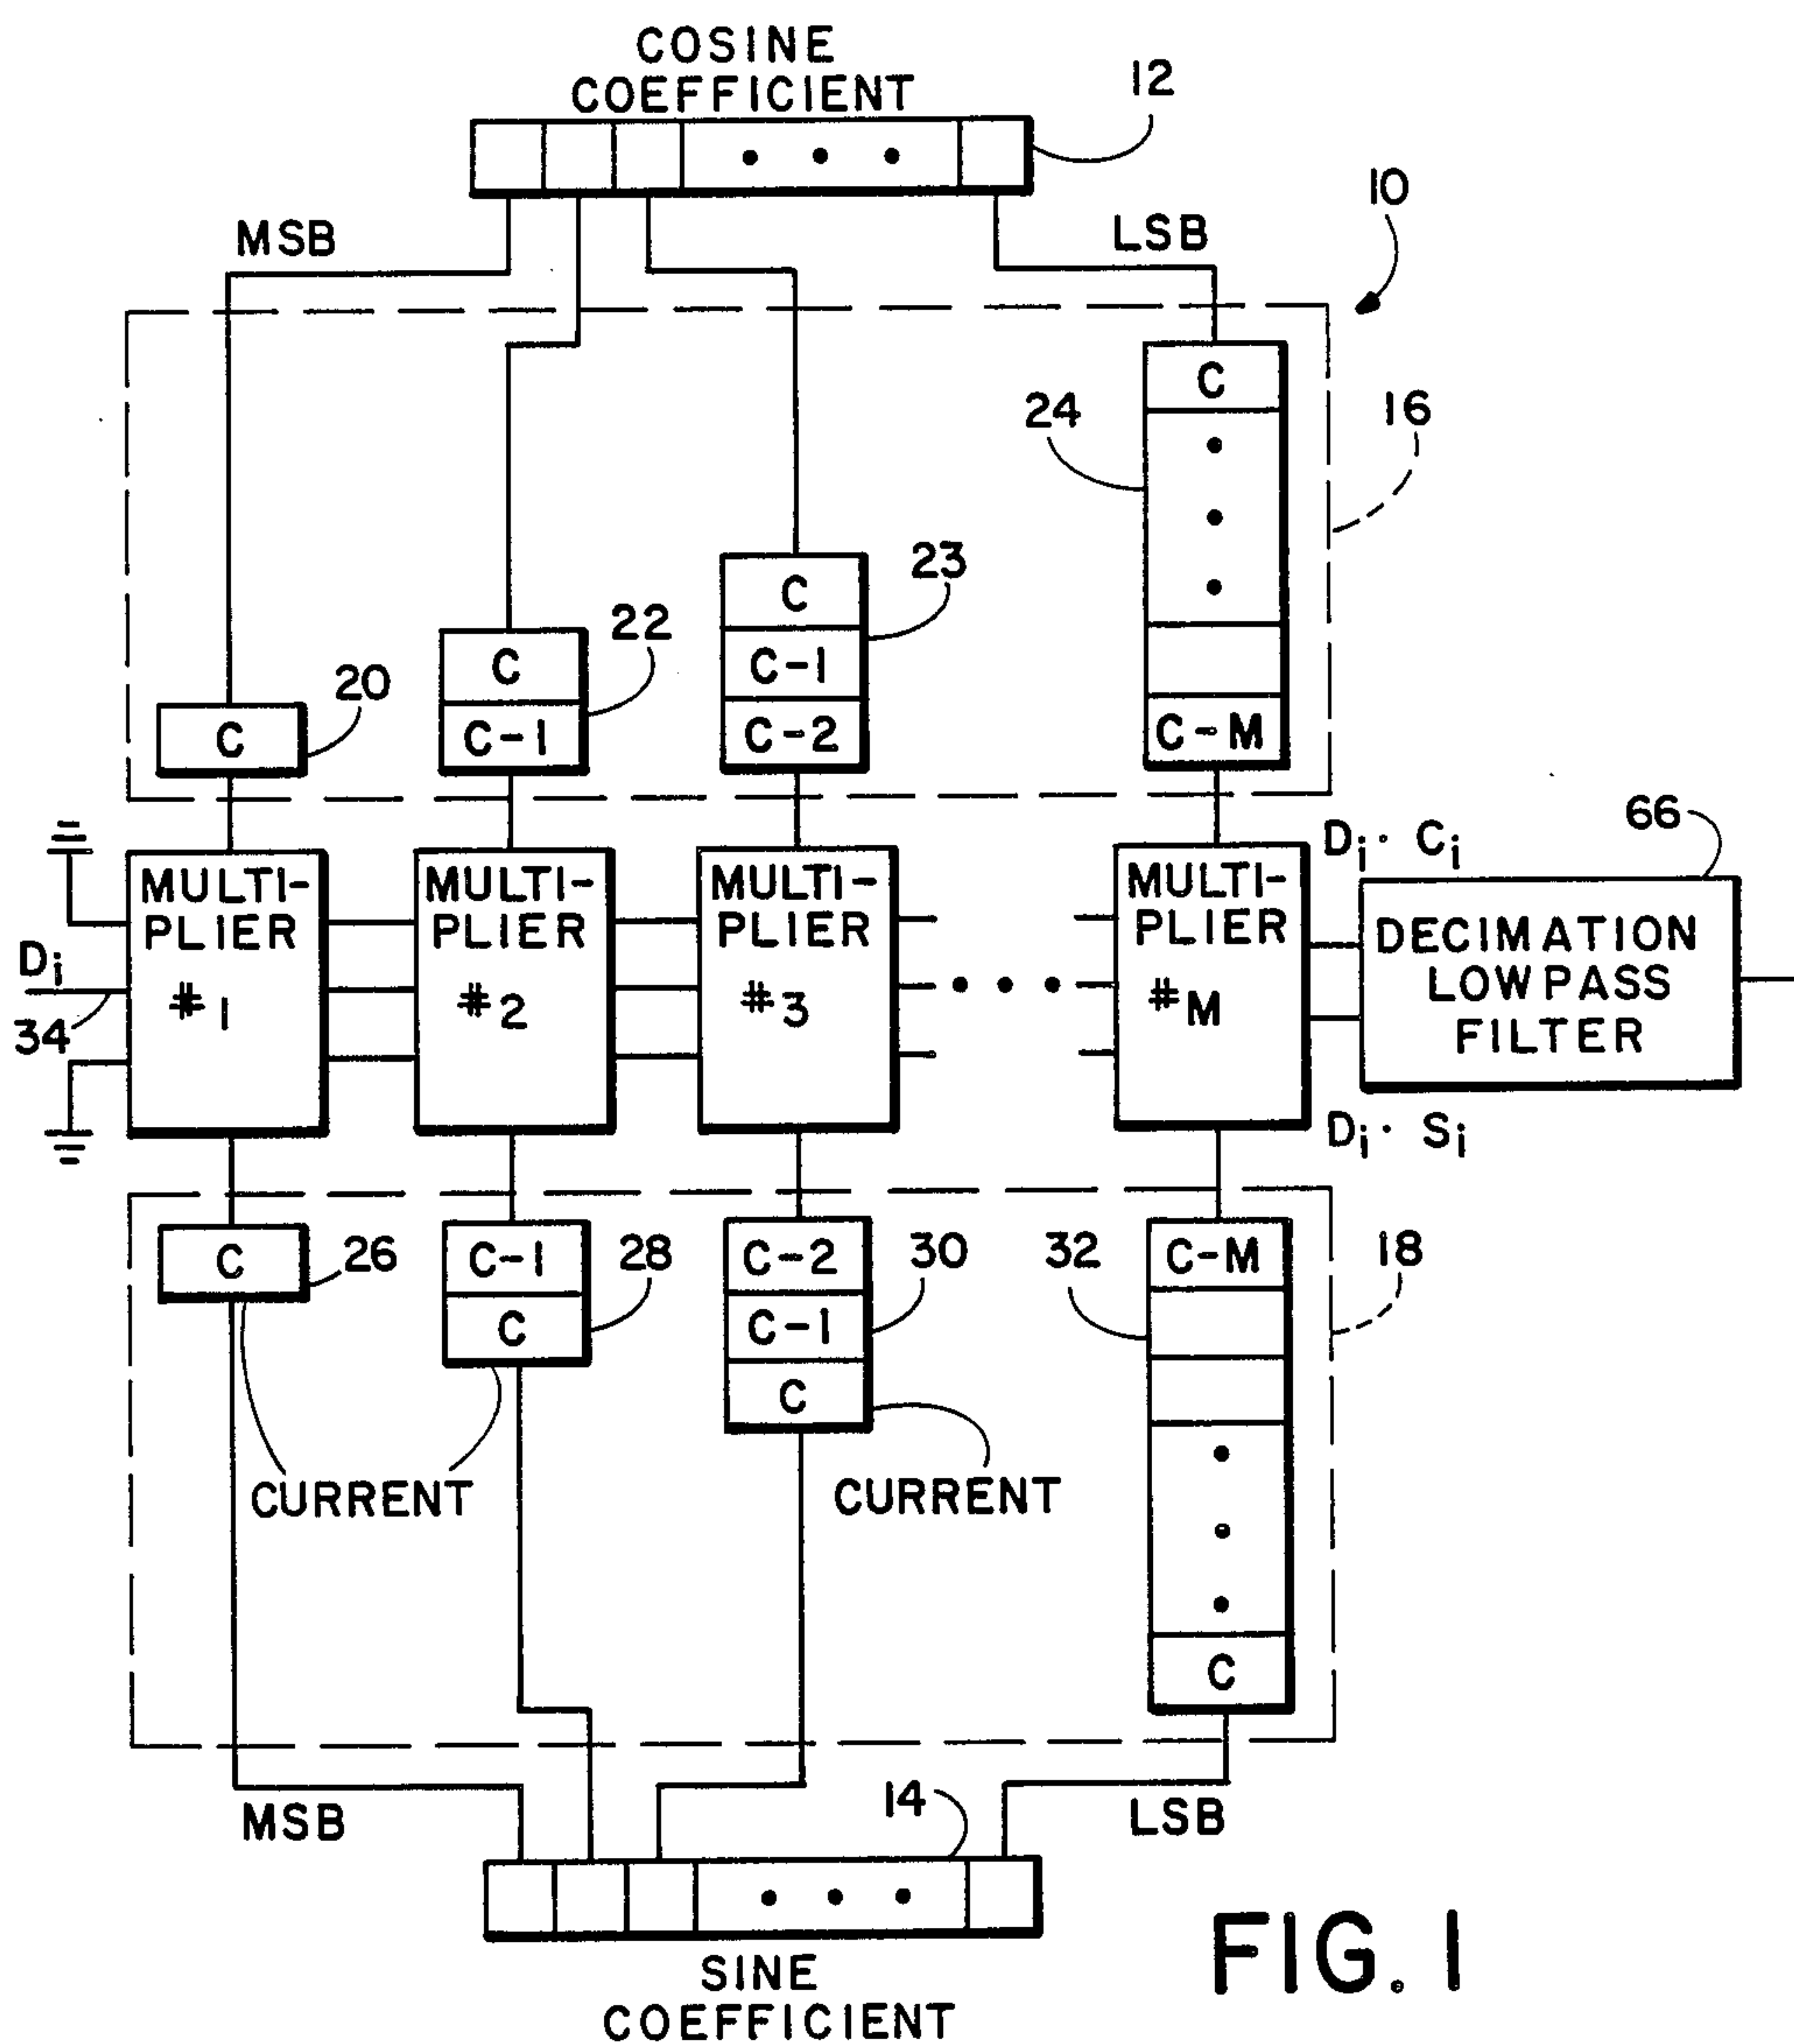 COSINE
COEFFICIENT
12
10
MSB
LSB
C
24
16
C
23
C
22
C-1
20
C
C-1
C-2
C-M
C
Di · Ci
66
MULTI-
PLIER
#1
MULTI-
PLIER
#2
MULTI-
PLIER
#3
MULTI-
PLIER
#M
DECIMATION
LOWPASS
FILTER
Di
34
Di · Si
C
26
C-1
28
C-2
30
32
C-M
18
C
C-1
C
CURRENT
CURRENT
C
MSB
14
LSB
SINE
COEFFICIENT
FIG. 1